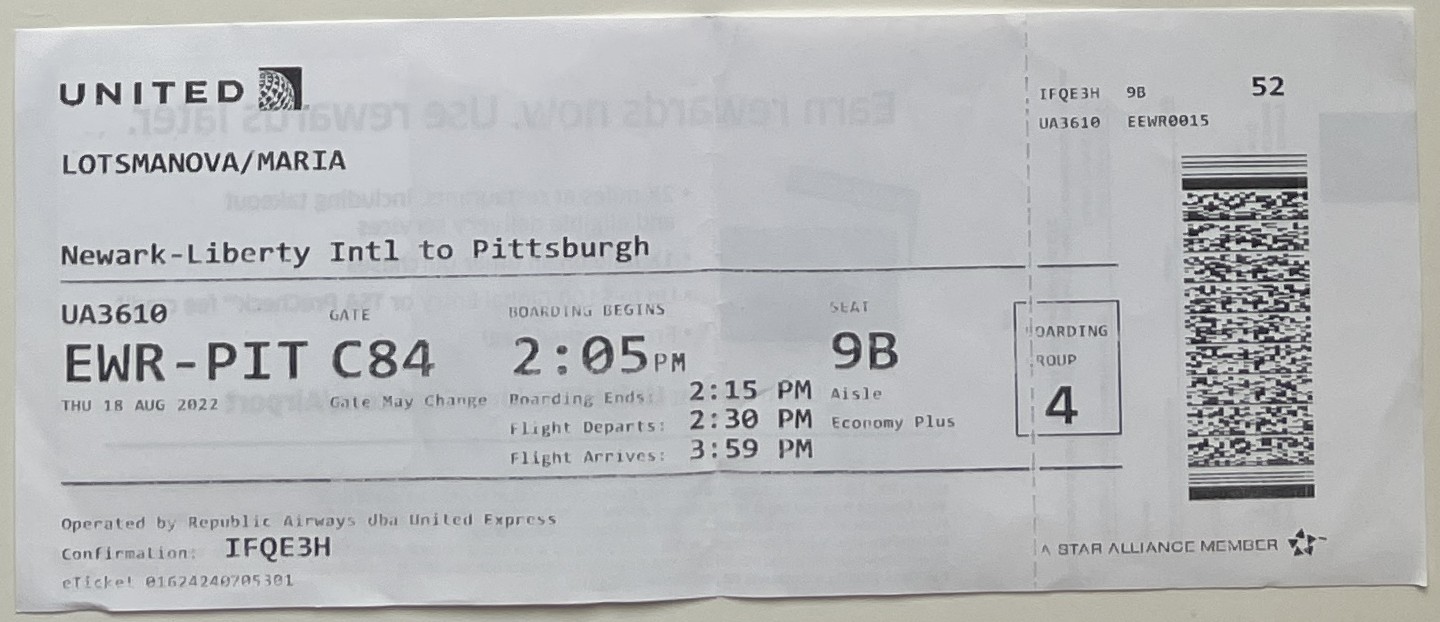 UNITED
LOTSMANOVA/MARIA
Newark-Liberty Intl to Pittsburgh
UA3610
EWR-PIT
THU 18 AUG 2022
GATE
C84
Gate May Change
BOARDING BEGINS
2:05PM
Boarding Ends: 2:15 PM
Flight Departs: 2:30 PM
Flight Arrives: 3:59 PM
SEAT
9B
Aisle
Economy Plus
OARDING
ROUP
4
Operated by Republic Airways dba United Express
Confirmation: IFQE3H
eTicket 01624240705301
IFQE3H 9B 52
UA3610 EEWR0015
A STAR ALLIANCE MEMBER